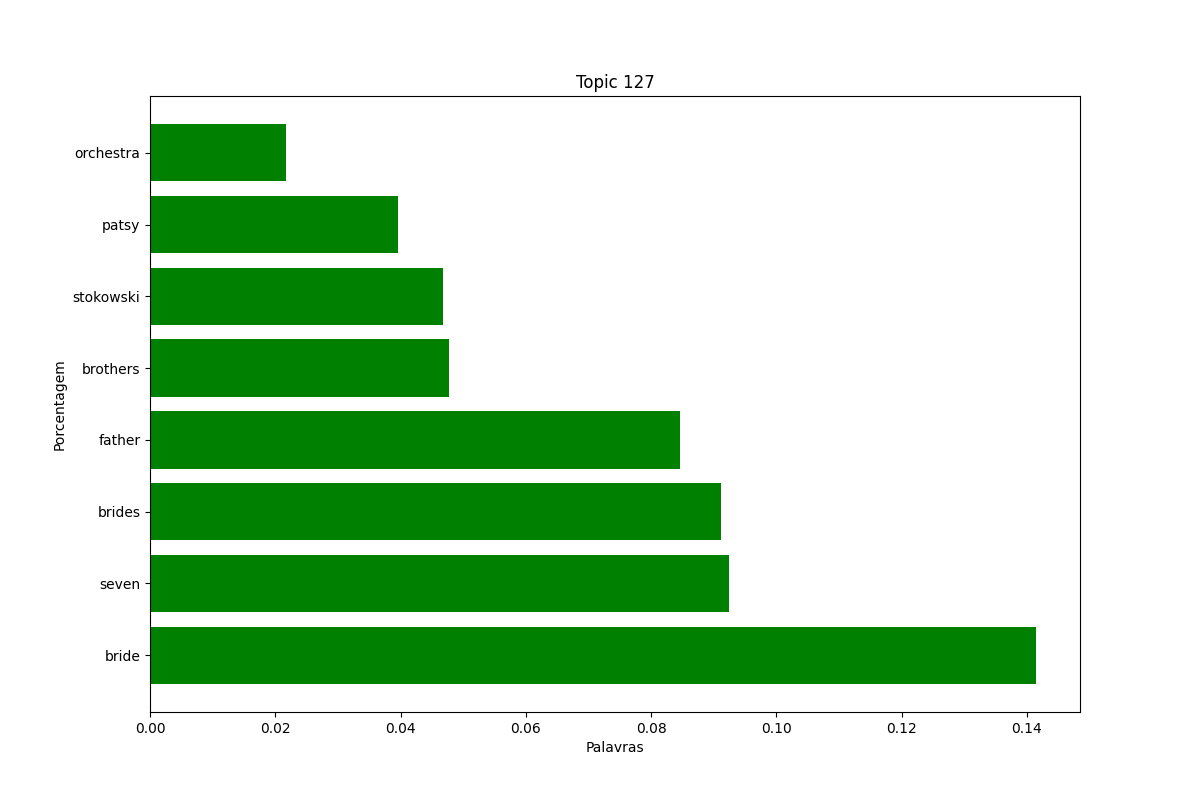 Topic 127
orchestra
patsy
stokowski
brothers
father
brides
seven
bride
Porcentagem
0.00 0.02 0.04 0.06 0.08 0.10 0.12 0.14
Palavras